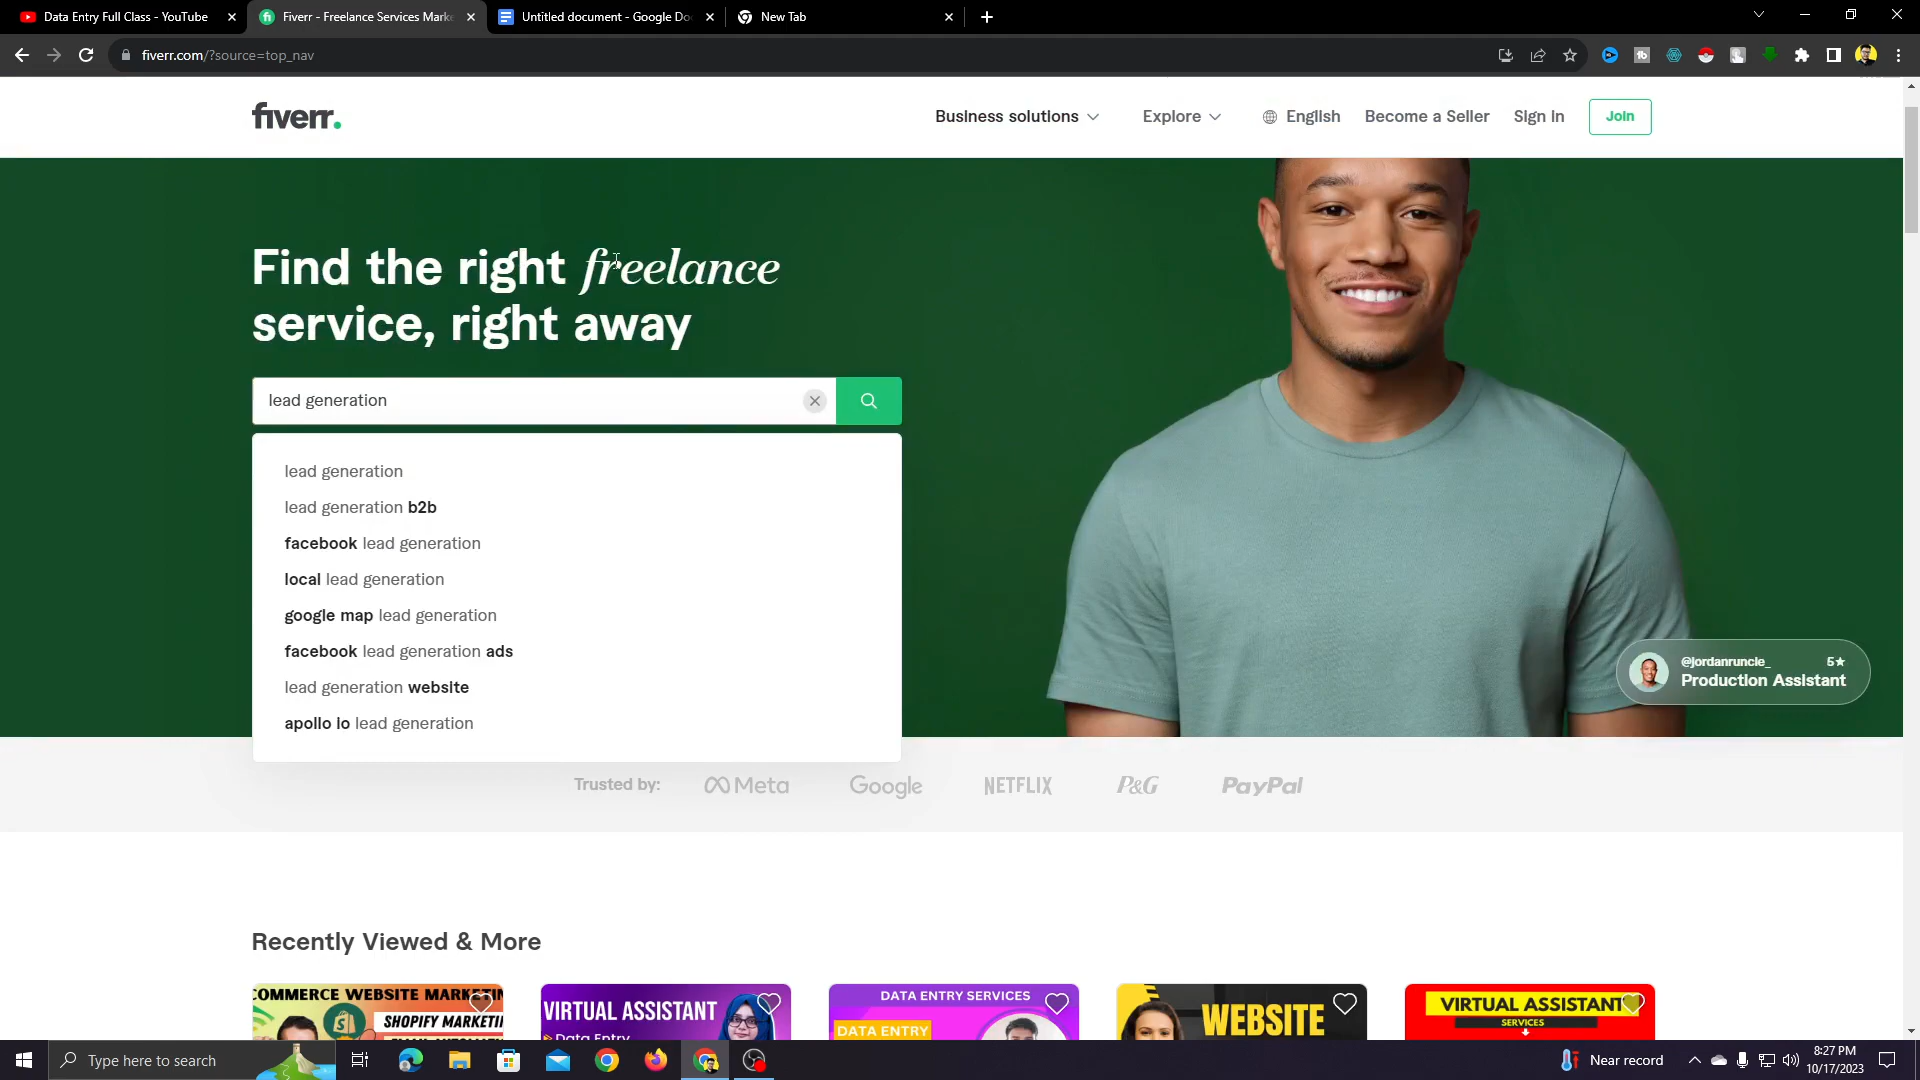 Data Entry Full Class - YouTube
Fiverr - Freelance Services Marke
Untitled document - Google Do
New Tab
fiverr.com/?source=top_nav
fiverr.
Business solutions
Explore
English
Become a Seller
Sign in
Join
Find the right freelance
service, right away
lead generation
lead generation
lead generation b2b
facebook lead generation
local lead generation
google map lead generation
facebook lead generation ads
lead generation website
apollo io lead generation
@jordanruncle_ 5★
Production Assistant
Trusted by:
Meta
Google
NETFLIX
P&G
PayPal
Recently Viewed & More
COMMERCE WEBSITE MARKETIN
SHOPIFY MARKETI
VIRTUAL ASSISTANT
Data Entry
DATA ENTRY SERVICES
DATA ENTRY
WEBSITE
VIRTUAL ASSISTANT
SERVICES
Type here to search
Near record
8:27 PM
10/17/2023